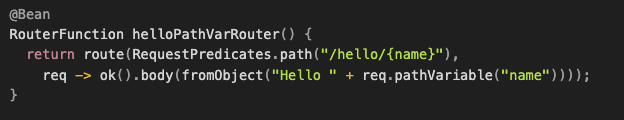 @Bean
RouterFunction helloPathVarRouter() {
  return route(RequestPredicates.path("/hello/{name}"),
    req -> ok().body(fromObject("Hello " + req.pathVariable("name"))));
}